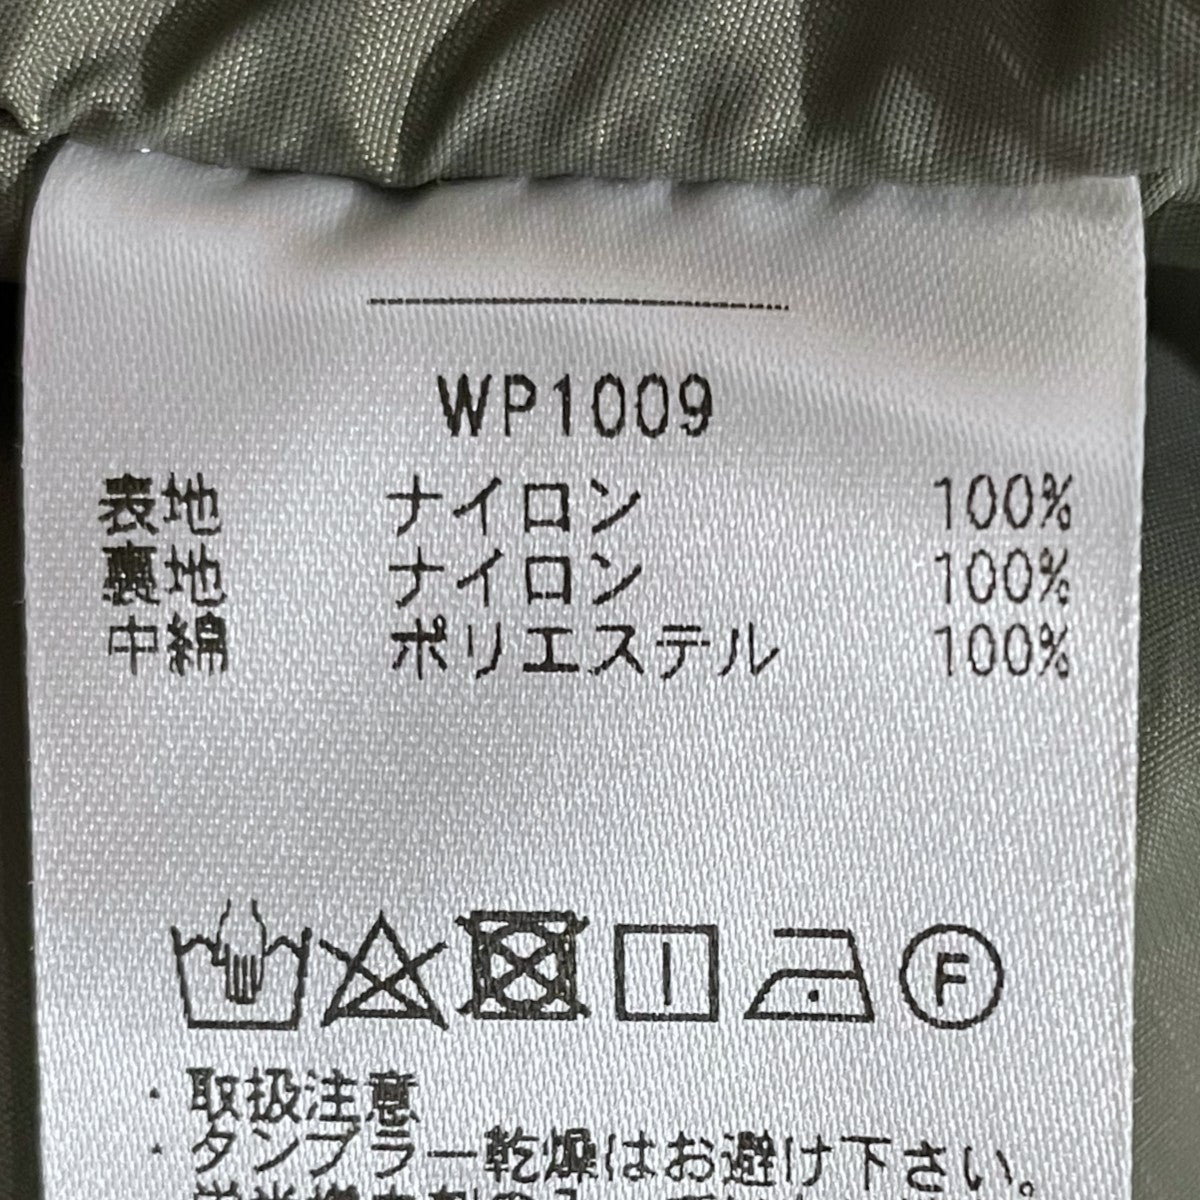 WP1009
表地 ナイロン 100%
裏地 ナイロン 100%
中綿 ポリエステル 100%
F
・取扱注意
・タンブラー乾燥はお避け下さい。